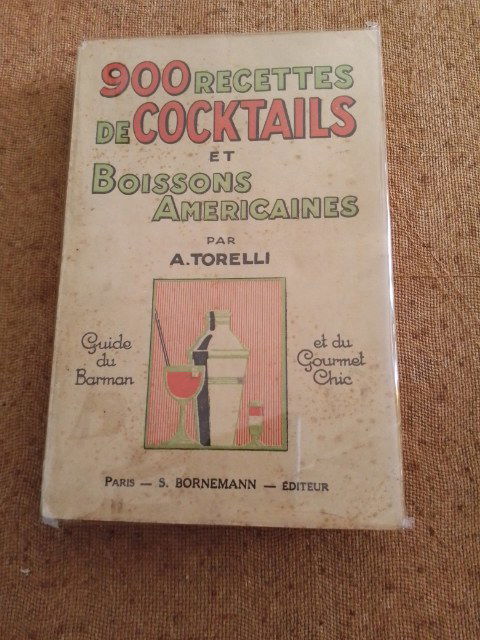 900 RECETTES
DE COCKTAILS
ET
BOISSONS
AMERICAINES
PAR
A. TORELLI
Guide
du
Barman
et du
Gourmet
Chic
PARIS — S. BORNEMANN — ÉDITEUR